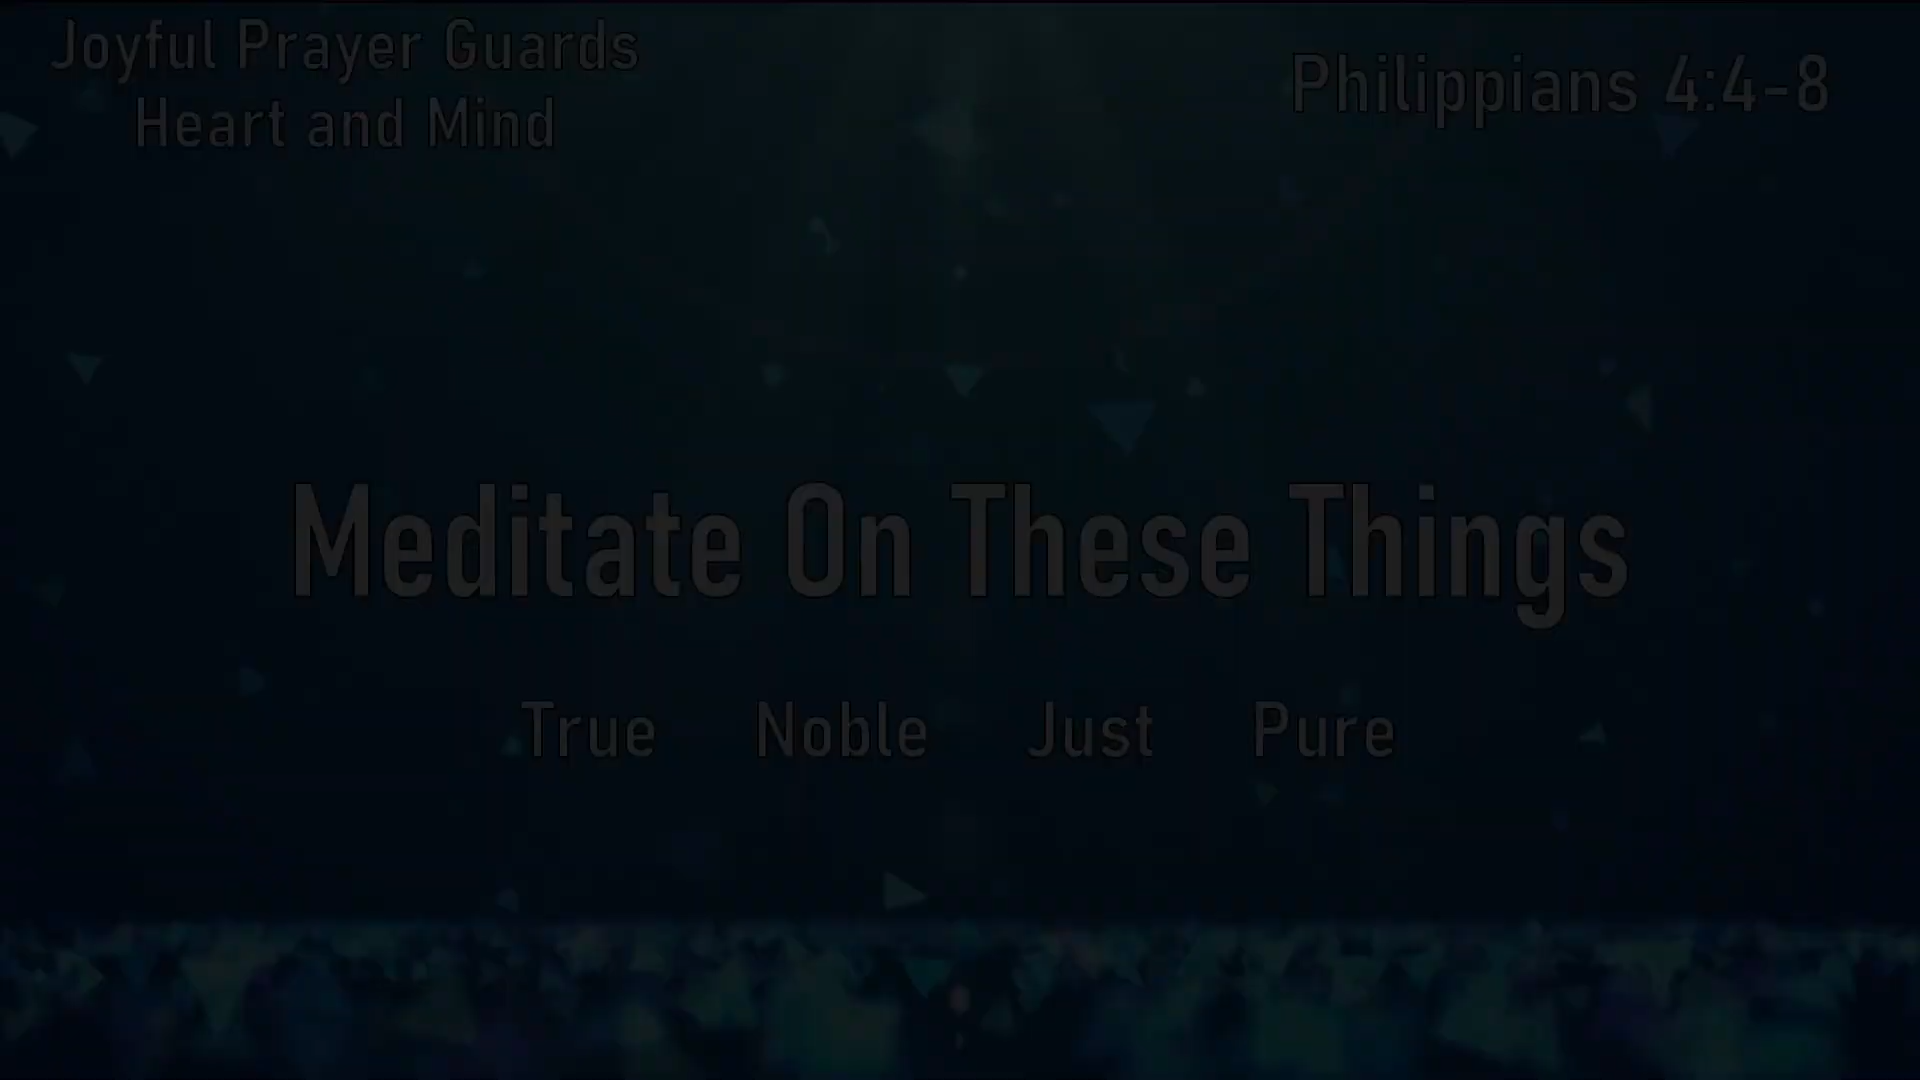 Joyful Prayer Guards
Heart and Mind
Philippians 4:4-8
Meditate On These Things
True Noble Just Pure